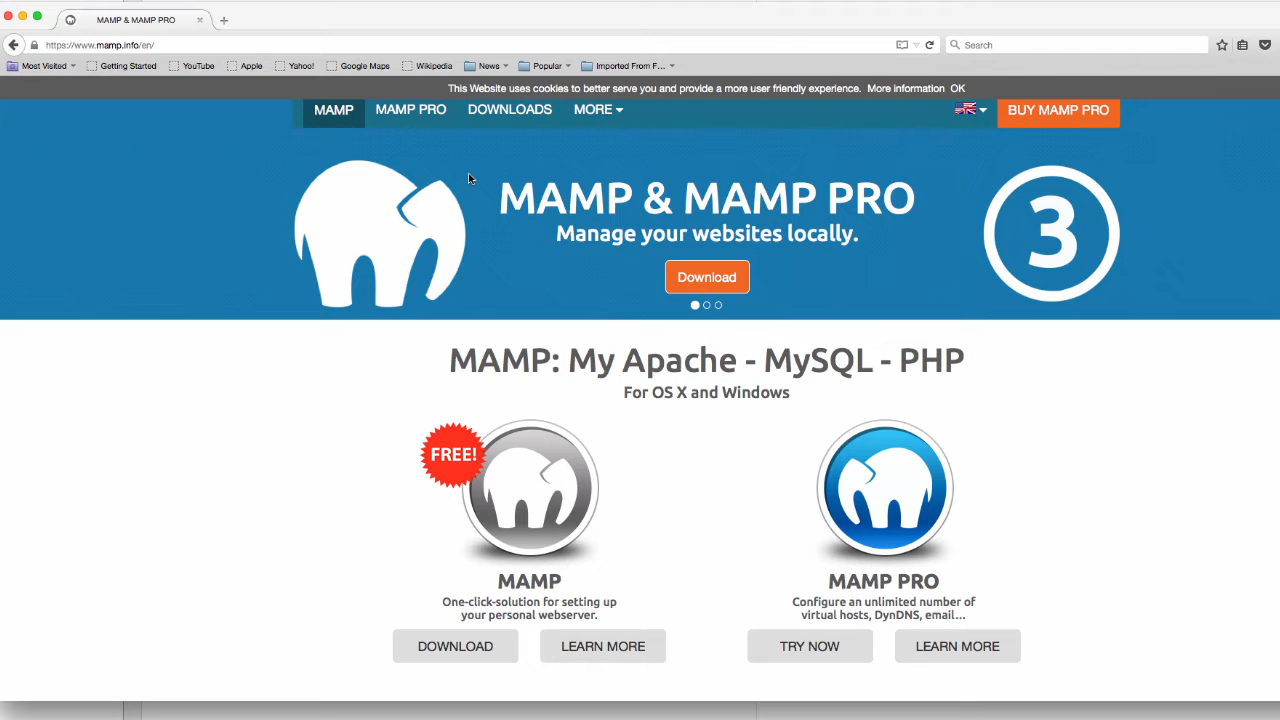 MAMP & MAMP PRO
https://www.mamp.info/en/
Search
Most Visited
Getting Started
YouTube
Apple
Yahoo!
Google Maps
Wikipedia
News
Popular
Imported From F...
This Website uses cookies to better serve you and provide a more user friendly experience. More information OK
MAMP
MAMP PRO
DOWNLOADS
MORE
BUY MAMP PRO
MAMP & MAMP PRO
Manage your websites locally.
3
Download
MAMP: My Apache - MySQL - PHP
For OS X and Windows
FREE!
MAMP
One-click-solution for setting up
your personal webserver.
DOWNLOAD
LEARN MORE
MAMP PRO
Configure an unlimited number of
virtual hosts, DynDNS, email...
TRY NOW
LEARN MORE